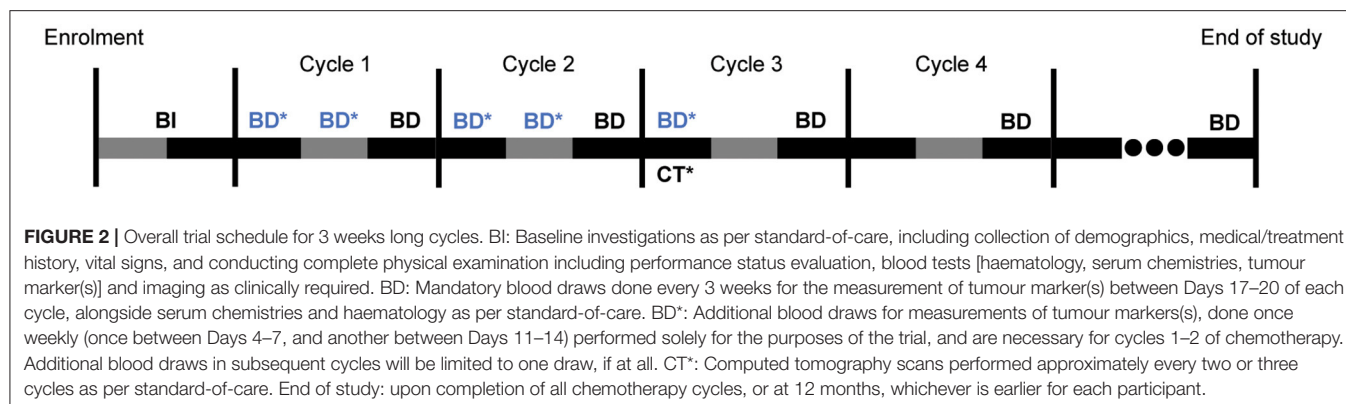 Enrolment
End of study
Cycle 1
Cycle 2
Cycle 3
Cycle 4
BI
BD*
BD*
BD
BD*
BD*
BD
BD*
BD
BD
BD
CT*
FIGURE 2 | Overall trial schedule for 3 weeks long cycles. BI: Baseline investigations as per standard-of-care, including collection of demographics, medical/treatment
history, vital signs, and conducting complete physical examination including performance status evaluation, blood tests [haematology, serum chemistries, tumour
marker(s)] and imaging as clinically required. BD: Mandatory blood draws done every 3 weeks for the measurement of tumour marker(s) between Days 17–20 of each
cycle, alongside serum chemistries and haematology as per standard-of-care. BD*: Additional blood draws for measurements of tumour markers(s), done once
weekly (once between Days 4–7, and another between Days 11–14) performed solely for the purposes of the trial, and are necessary for cycles 1–2 of chemotherapy.
Additional blood draws in subsequent cycles will be limited to one draw, if at all. CT*: Computed tomography scans performed approximately every two or three
cycles as per standard-of-care. End of study: upon completion of all chemotherapy cycles, or at 12 months, whichever is earlier for each participant.